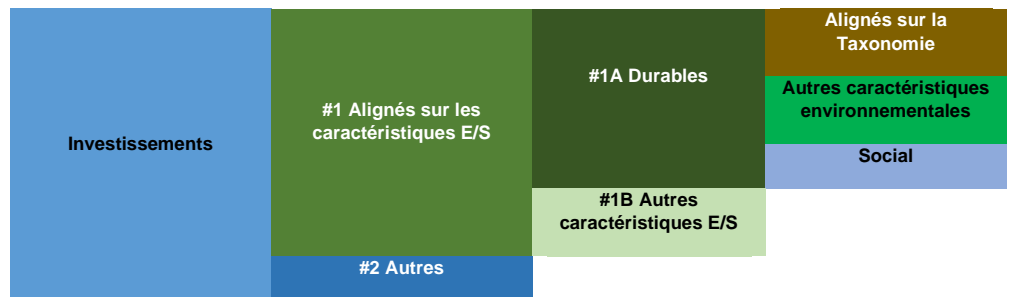 Investissements
#1 Alignés sur les
caractéristiques E/S
#2 Autres
#1A Durables
#1B Autres
caractéristiques E/S
Alignés sur la
Taxonomie
Autres caractéristiques
environnementales
Social